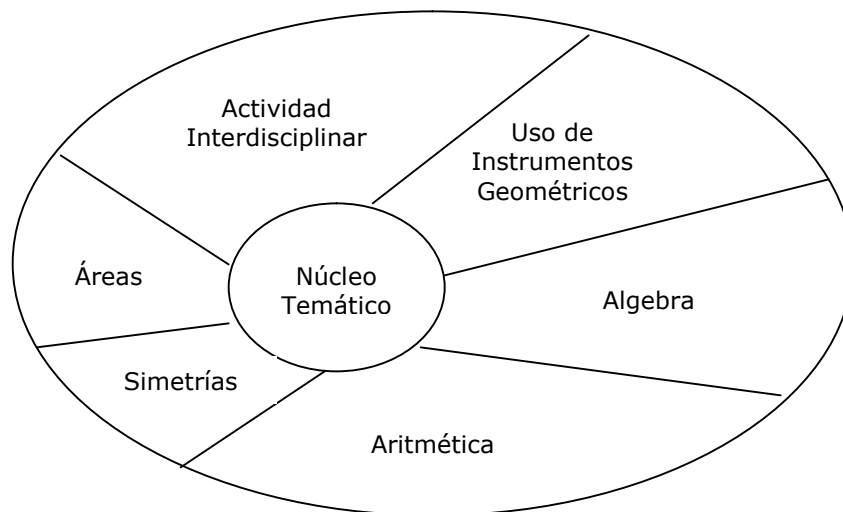 Actividad
Interdisciplinar
Uso de
Instrumentos
Geométricos
Áreas
Núcleo
Temático
Algebra
Simetrías
Aritmética